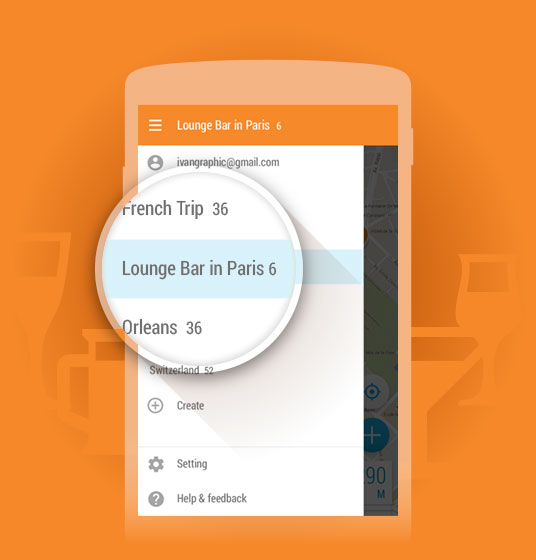 Lounge Bar in Paris 6
ivangraphic@gmail.com
French Trip 36
Lounge Bar in Paris 6
Orleans 36
Switzerland 52
Create
Setting
Help & feedback
290
M